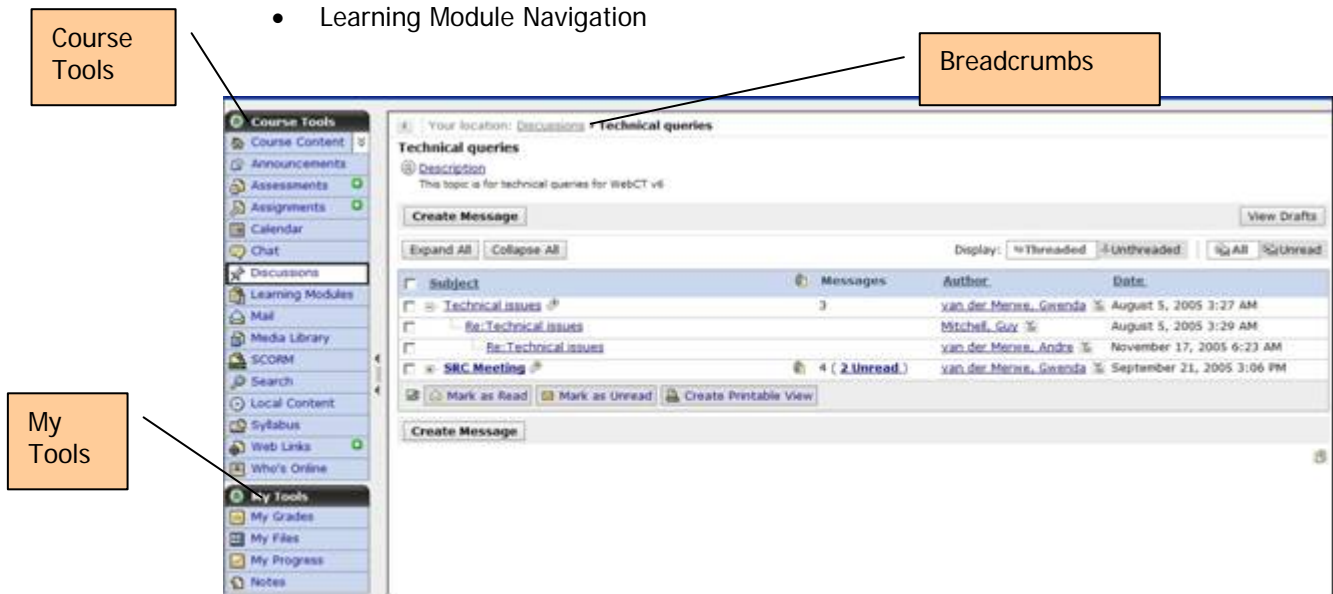 • Learning Module Navigation
Course
Tools
Breadcrumbs
Course Tools
Course Content
Announcements
Assessments
Assignments
Calendar
Chat
Discussions
Learning Modules
Mail
Media Library
SCORM
Search
Local Content
Syllabus
Web Links
Who's Online
My
Tools
My Tools
My Grades
My Files
My Progress
Notes
Your location: Discussions › Technical queries
Technical queries
Description
This topic is for technical queries for WebCT v6
Create Message View Drafts
Expand All Collapse All Display: Threaded Unthreaded All Unread
Subject Messages Author Date
Technical issues 3 van der Merwe, Gwenda August 5, 2005 3:27 AM
Re:Technical issues Mitchell, Guy August 5, 2005 3:29 AM
Re:Technical issues van der Merwe, Andre November 17, 2005 6:23 AM
SRC Meeting 4 ( 2 Unread ) van der Merwe, Gwenda September 21, 2005 3:06 PM
Mark as Read Mark as Unread Create Printable View
Create Message